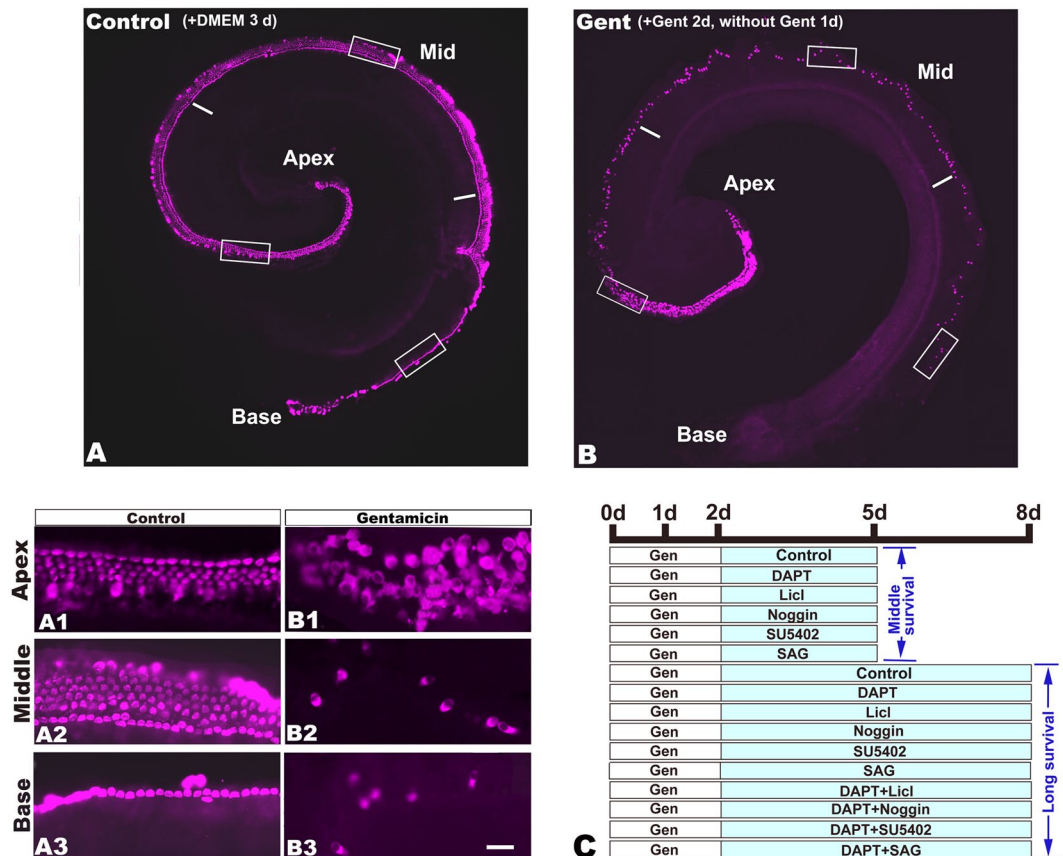 Control (+DMEM 3 d)
Mid
Apex
Base
A
Gent (+Gent 2d, without Gent 1d)
Mid
Apex
Base
B
Control
Gentamicin
Apex
A1
B1
Middle
A2
B2
Base
A3
B3
0d 1d 2d 5d 8d
Gen Control
Gen DAPT
Gen Licl
Gen Noggin
Gen SU5402
Gen SAG
Middle
survival
Gen Control
Gen DAPT
Gen Licl
Gen Noggin
Gen SU5402
Gen SAG
Gen DAPT+Licl
Gen DAPT+Noggin
Gen DAPT+SU5402
Gen DAPT+SAG
Long survival
C